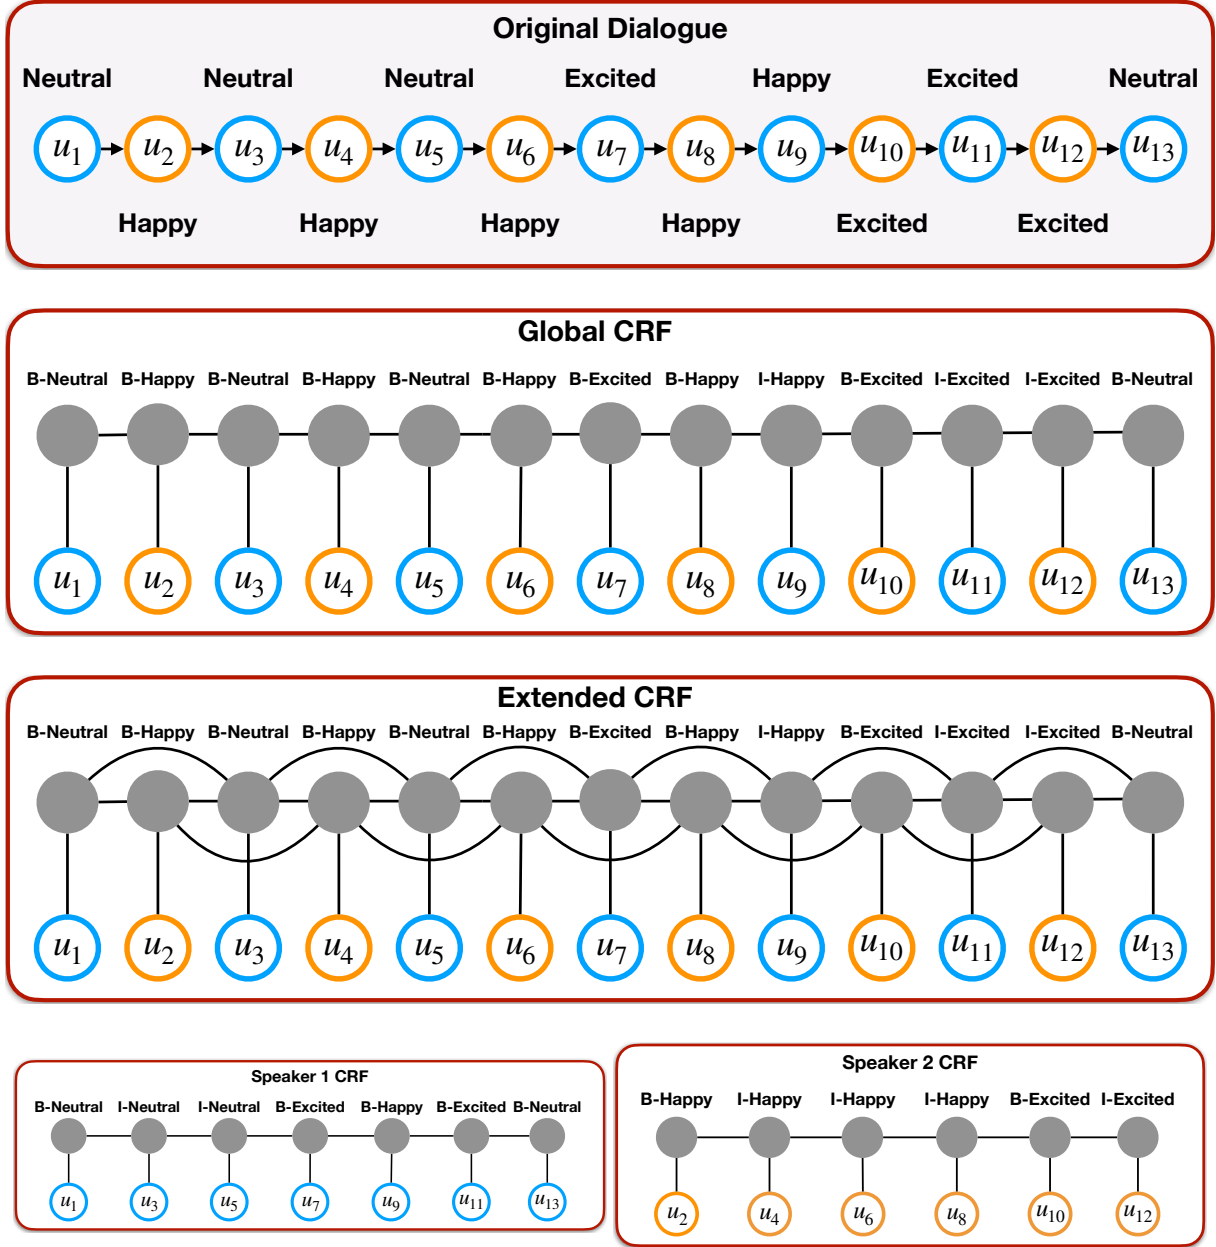 Original Dialogue
Neutral Neutral Neutral Excited Happy Excited Neutral
u1 u2 u3 u4 u5 u6 u7 u8 u9 u10 u11 u12 u13
Happy Happy Happy Happy Excited Excited
Global CRF
B-Neutral B-Happy B-Neutral B-Happy B-Neutral B-Happy B-Excited B-Happy I-Happy B-Excited I-Excited I-Excited B-Neutral
u1 u2 u3 u4 u5 u6 u7 u8 u9 u10 u11 u12 u13
Extended CRF
B-Neutral B-Happy B-Neutral B-Happy B-Neutral B-Happy B-Excited B-Happy I-Happy B-Excited I-Excited I-Excited B-Neutral
u1 u2 u3 u4 u5 u6 u7 u8 u9 u10 u11 u12 u13
Speaker 1 CRF
B-Neutral I-Neutral I-Neutral B-Excited B-Happy B-Excited B-Neutral
u1 u3 u5 u7 u9 u11 u13
Speaker 2 CRF
B-Happy I-Happy I-Happy I-Happy B-Excited I-Excited
u2 u4 u6 u8 u10 u12